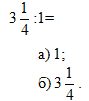 3 1/4 :1=
а) 1;
б) 3 1/4 .